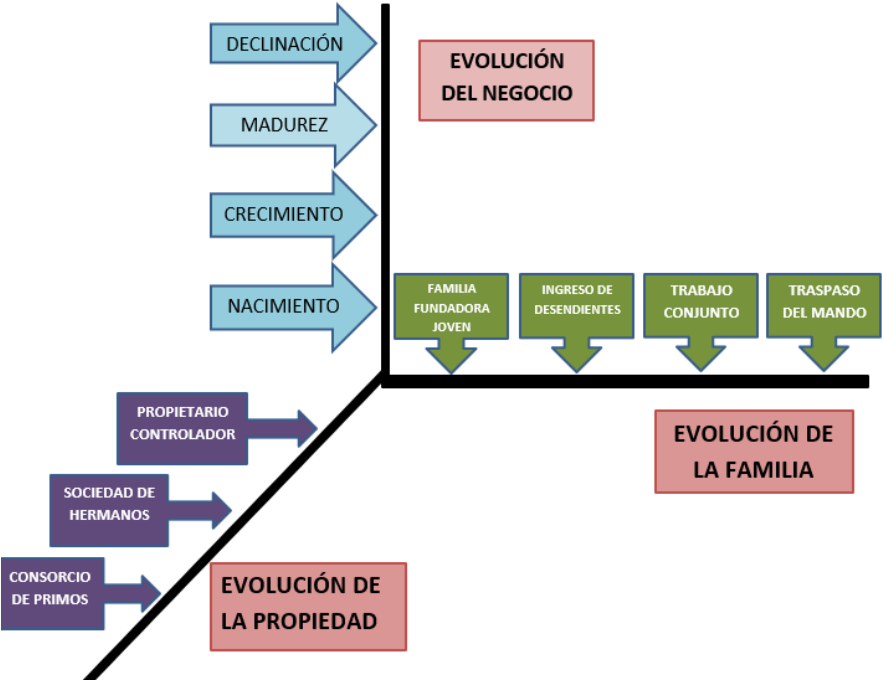 DECLINACIÓN
EVOLUCIÓN
DEL NEGOCIO
MADUREZ
CRECIMIENTO
NACIMIENTO
FAMILIA
FUNDADORA
JOVEN
INGRESO DE
DESENDIENTES
TRABAJO
CONJUNTO
TRASPASO
DEL MANDO
PROPIETARIO
CONTROLADOR
EVOLUCIÓN DE
LA FAMILIA
SOCIEDAD DE
HERMANOS
CONSORCIO
DE PRIMOS
EVOLUCIÓN DE
LA PROPIEDAD